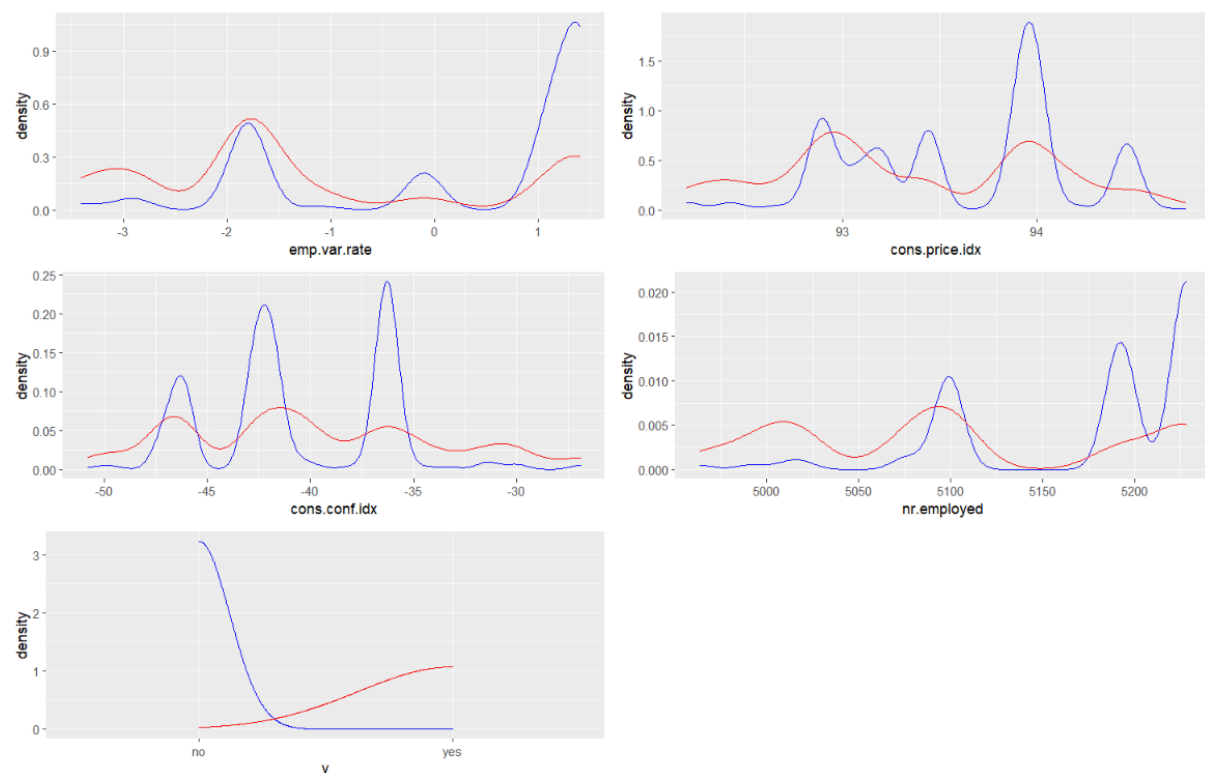 density
0.9
0.6
0.3
0.0
-3 -2 -1 0 1
emp.var.rate
density
1.5
1.0
0.5
0.0
93 94
cons.price.idx
density
0.25
0.20
0.15
0.10
0.05
0.00
-50 -45 -40 -35 -30
cons.conf.idx
density
0.020
0.015
0.010
0.005
0.000
5000 5050 5100 5150 5200
nr.employed
density
3
2
1
0
no yes
y